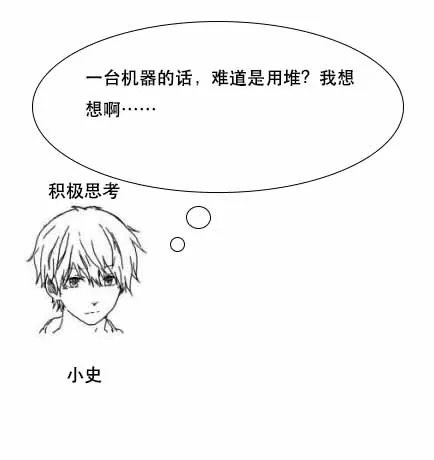 一台机器的话，难道是用堆？我想
想啊……
积极思考
小史